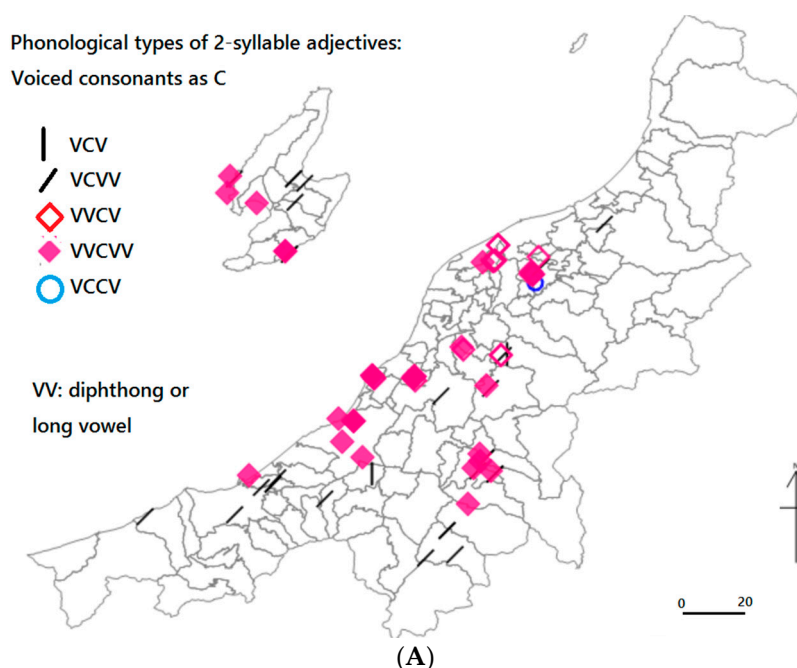 Phonological types of 2-syllable adjectives:
Voiced consonants as C
VCV
VCVV
VVCV
VVCVV
VCCV
VV: diphthong or
long vowel
N
0 20
(A)